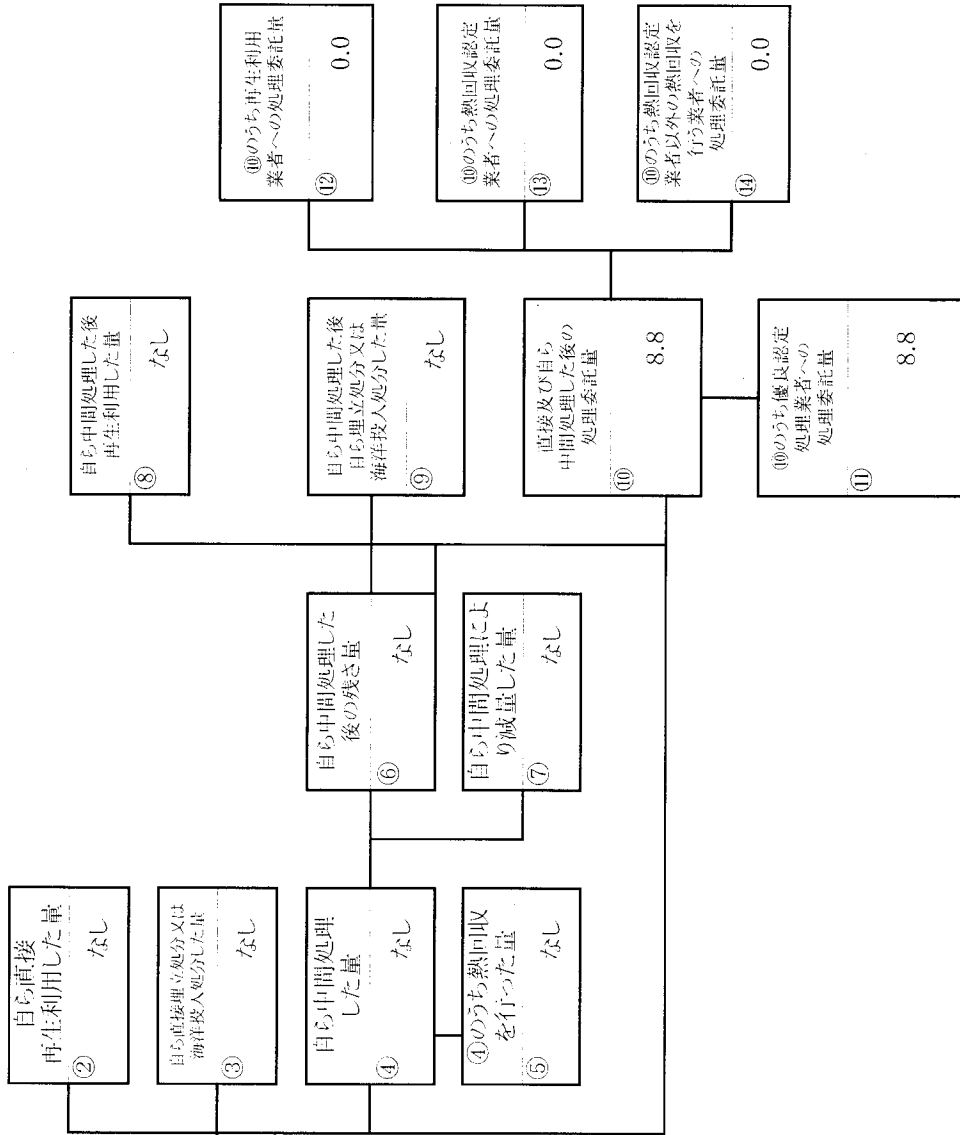 自ら直接
再生利用した量
②
なし
自ら直接埋立処分又は
海洋投入処分した量
③
なし
自ら中間処理
した量
④
なし
④のうち熱回収
を行った量
⑤
なし
自ら中間処理した
後の残さ量
⑥
なし
自ら中間処理によ
り減量した量
⑦
なし
自ら中間処理した後
再生利用した量
⑧
なし
自ら中間処理した後
自ら埋立処分又は
海洋投入処分した量
⑨
なし
直接及び自ら
中間処理した後の
処理委託量
⑩
8.8
⑩のうち優良認定
処理業者への
処理委託量
⑪
8.8
⑩のうち再生利用
業者への処理委託量
⑫
0.0
⑩のうち熱回収認定
業者への処理委託量
⑬
0.0
⑩のうち熱回収認定
業者以外の熱回収を
行う業者への
処理委託量
⑭
0.0